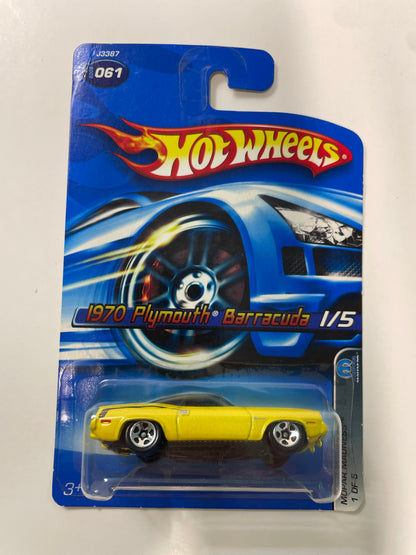 J3387
061
HOT WHEELS
1970 Plymouth® Barracuda 1/5
MOPAR MADNESS
1 OF 5
3+